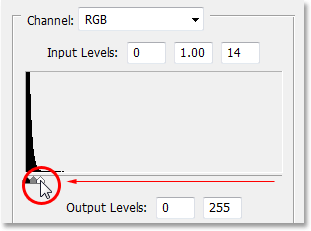 Channel: RGB
Input Levels: 0 1.00 14
Output Levels: 0 255